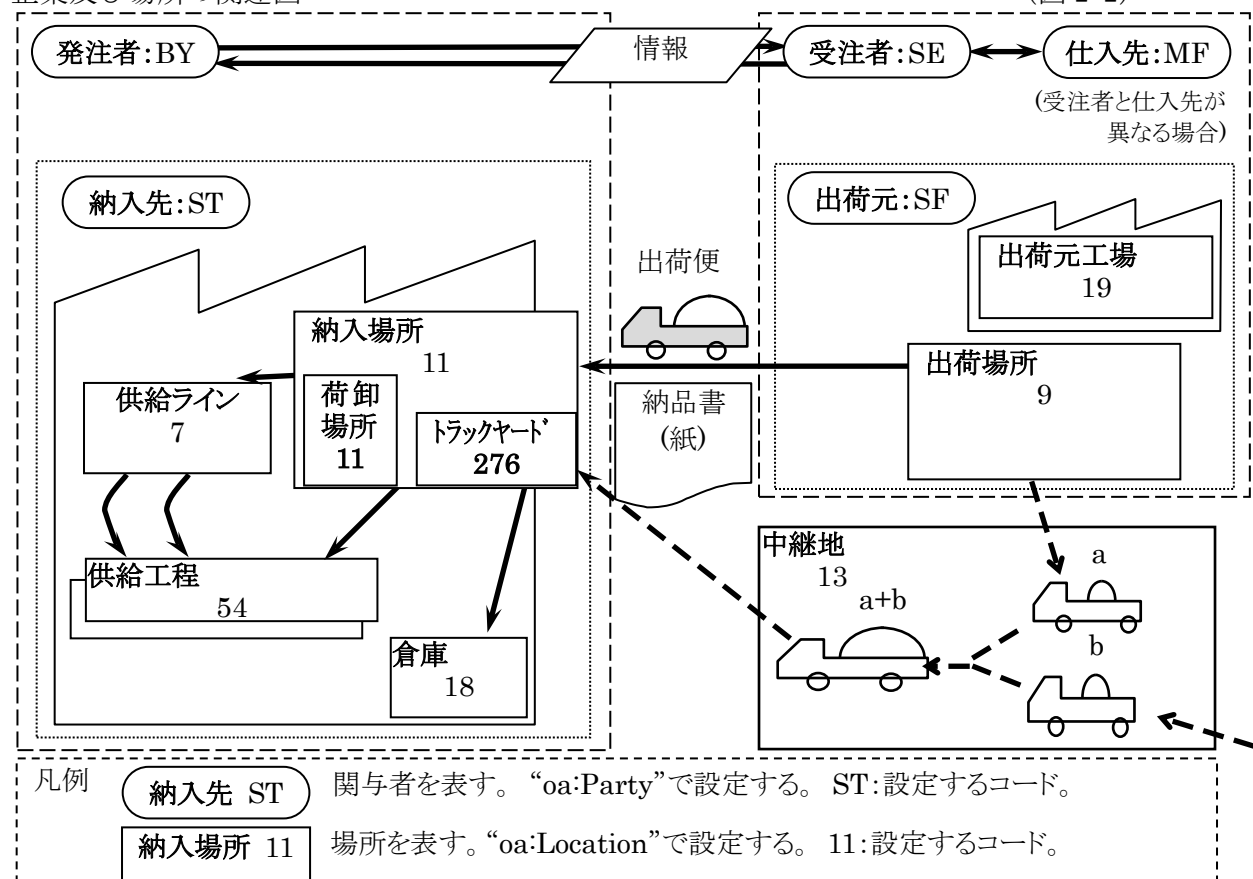 発注者:BY
情報
受注者:SE
仕入先:MF
(受注者と仕入先が
異なる場合)
納入先:ST
出荷元:SF
出荷元工場
19
出荷便
納入場所
11
出荷場所
9
供給ライン
7
荷卸
場所
11
トラックヤード
276
納品書
(紙)
中継地
13
a
a+b
b
供給工程
54
倉庫
18
凡例
納入先 ST
関与者を表す。“oa:Party”で設定する。 ST:設定するコード。
納入場所 11
場所を表す。“oa:Location”で設定する。 11:設定するコード。